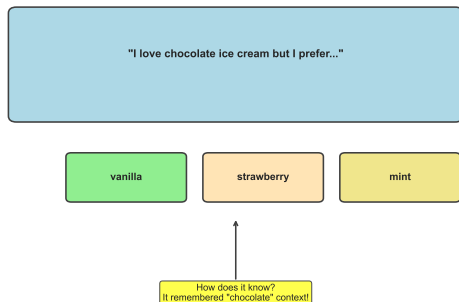 "I love chocolate ice cream but I prefer..."
vanilla
strawberry
mint
How does it know?
It remembered "chocolate" context!